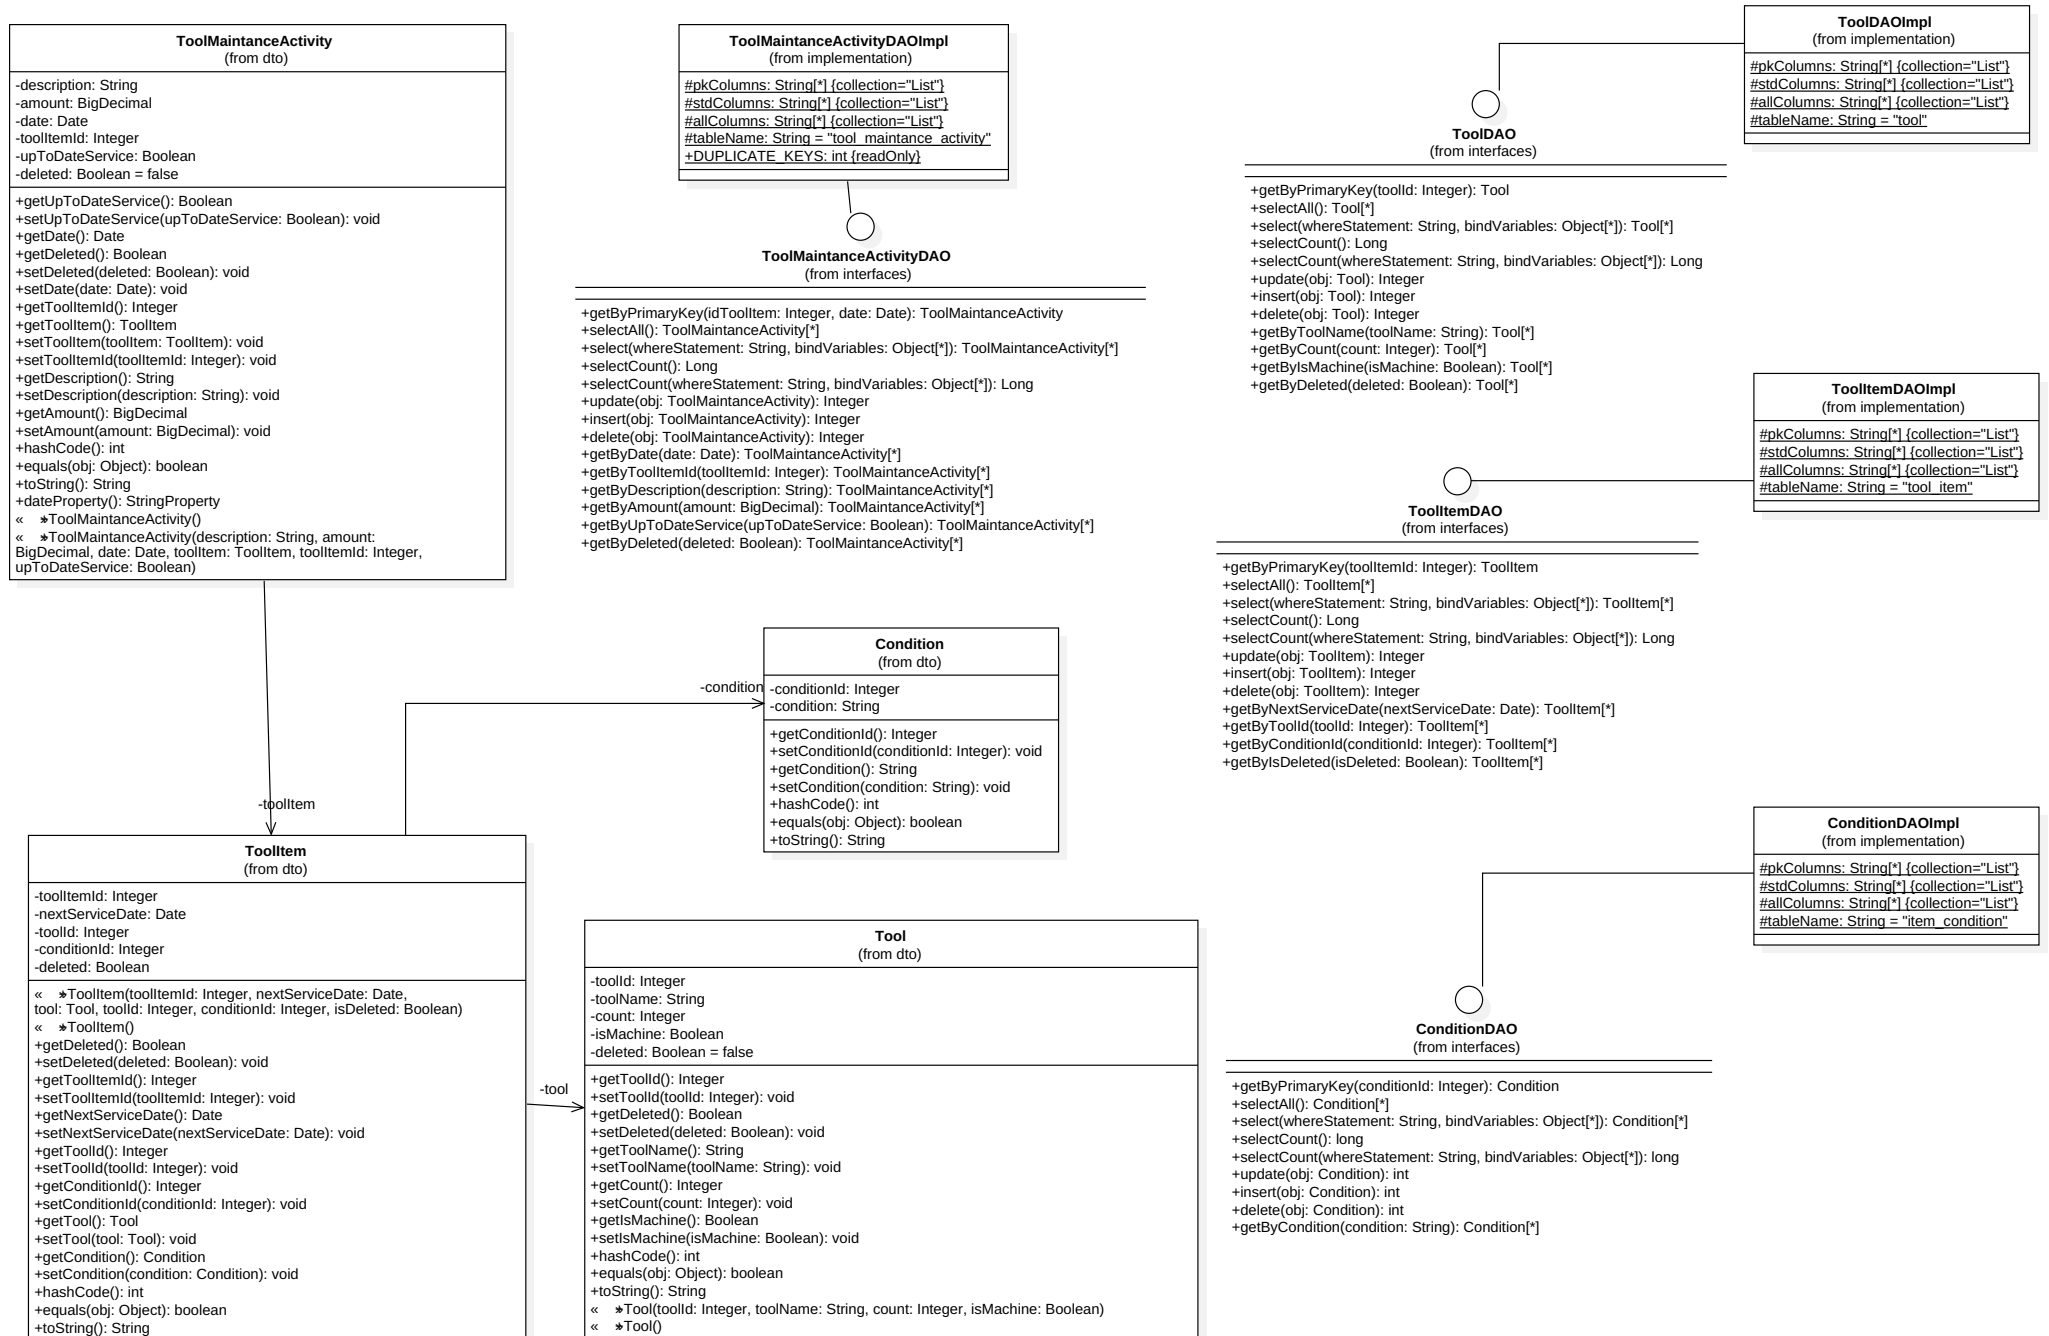 ToolMaintanceActivity
(from dto)
-description: String
-amount: BigDecimal
-date: Date
-toolItemId: Integer
-upToDateService: Boolean
-deleted: Boolean = false
+getUpToDateService(): Boolean
+setUpToDateService(upToDateService: Boolean): void
+getDate(): Date
+getDeleted(): Boolean
+setDeleted(deleted: Boolean): void
+setDate(date: Date): void
+getToolItemId(): Integer
+getToolItem(): ToolItem
+setToolItem(toolItem: ToolItem): void
+setToolItemId(toolItemId: Integer): void
+getDescription(): String
+setDescription(description: String): void
+getAmount(): BigDecimal
+setAmount(amount: BigDecimal): void
+hashCode(): int
+equals(obj: Object): boolean
+toString(): String
+dateProperty(): StringProperty
« »+ToolMaintanceActivity()
« »+ToolMaintanceActivity(description: String, amount:
BigDecimal, date: Date, toolItem: ToolItem, toolItemId: Integer,
upToDateService: Boolean)
ToolMaintanceActivityDAOImpl
(from implementation)
#pkColumns: String[*] {collection="List"}
#stdColumns: String[*] {collection="List"}
#allColumns: String[*] {collection="List"}
#tableName: String = "tool_maintance_activity"
+DUPLICATE_KEYS: int {readOnly}
ToolMaintanceActivityDAO
(from interfaces)
+getByPrimaryKey(idToolItem: Integer, date: Date): ToolMaintanceActivity
+selectAll(): ToolMaintanceActivity[*]
+select(whereStatement: String, bindVariables: Object[*]): ToolMaintanceActivity[*]
+selectCount(): Long
+selectCount(whereStatement: String, bindVariables: Object[*]): Long
+update(obj: ToolMaintanceActivity): Integer
+insert(obj: ToolMaintanceActivity): Integer
+delete(obj: ToolMaintanceActivity): Integer
+getByDate(date: Date): ToolMaintanceActivity[*]
+getByToolItemId(toolItemId: Integer): ToolMaintanceActivity[*]
+getByDescription(description: String): ToolMaintanceActivity[*]
+getByAmount(amount: BigDecimal): ToolMaintanceActivity[*]
+getByUpToDateService(upToDateService: Boolean): ToolMaintanceActivity[*]
+getByDeleted(deleted: Boolean): ToolMaintanceActivity[*]
ToolDAOImpl
(from implementation)
#pkColumns: String[*] {collection="List"}
#stdColumns: String[*] {collection="List"}
#allColumns: String[*] {collection="List"}
#tableName: String = "tool"
ToolDAO
(from interfaces)
+getByPrimaryKey(toolId: Integer): Tool
+selectAll(): Tool[*]
+select(whereStatement: String, bindVariables: Object[*]): Tool[*]
+selectCount(): Long
+selectCount(whereStatement: String, bindVariables: Object[*]): Long
+update(obj: Tool): Integer
+insert(obj: Tool): Integer
+delete(obj: Tool): Integer
+getByToolName(toolName: String): Tool[*]
+getByCount(count: Integer): Tool[*]
+getByIsMachine(isMachine: Boolean): Tool[*]
+getByDeleted(deleted: Boolean): Tool[*]
ToolItemDAOImpl
(from implementation)
#pkColumns: String[*] {collection="List"}
#stdColumns: String[*] {collection="List"}
#allColumns: String[*] {collection="List"}
#tableName: String = "tool_item"
ToolItemDAO
(from interfaces)
+getByPrimaryKey(toolItemId: Integer): ToolItem
+selectAll(): ToolItem[*]
+select(whereStatement: String, bindVariables: Object[*]): ToolItem[*]
+selectCount(): Long
+selectCount(whereStatement: String, bindVariables: Object[*]): Long
+update(obj: ToolItem): Integer
+insert(obj: ToolItem): Integer
+delete(obj: ToolItem): Integer
+getByNextServiceDate(nextServiceDate: Date): ToolItem[*]
+getByToolId(toolId: Integer): ToolItem[*]
+getByConditionId(conditionId: Integer): ToolItem[*]
+getByIsDeleted(isDeleted: Boolean): ToolItem[*]
-condition
Condition
(from dto)
-conditionId: Integer
-condition: String
+getConditionId(): Integer
+setConditionId(conditionId: Integer): void
+getCondition(): String
+setCondition(condition: String): void
+hashCode(): int
+equals(obj: Object): boolean
+toString(): String
-toolItem
ToolItem
(from dto)
-toolItemId: Integer
-nextServiceDate: Date
-toolId: Integer
-conditionId: Integer
-deleted: Boolean
« »+ToolItem(toolItemId: Integer, nextServiceDate: Date,
tool: Tool, toolId: Integer, conditionId: Integer, isDeleted: Boolean)
« »+ToolItem()
+getDeleted(): Boolean
+setDeleted(deleted: Boolean): void
+getToolItemId(): Integer
+setToolItemId(toolItemId: Integer): void
+getNextServiceDate(): Date
+setNextServiceDate(nextServiceDate: Date): void
+getToolId(): Integer
+setToolId(toolId: Integer): void
+getConditionId(): Integer
+setConditionId(conditionId: Integer): void
+getTool(): Tool
+setTool(tool: Tool): void
+getCondition(): Condition
+setCondition(condition: Condition): void
+hashCode(): int
+equals(obj: Object): boolean
+toString(): String
-tool
Tool
(from dto)
-toolId: Integer
-toolName: String
-count: Integer
-isMachine: Boolean
-deleted: Boolean = false
+getToolId(): Integer
+setToolId(toolId: Integer): void
+getDeleted(): Boolean
+setDeleted(deleted: Boolean): void
+getToolName(): String
+setToolName(toolName: String): void
+getCount(): Integer
+setCount(count: Integer): void
+getIsMachine(): Boolean
+setIsMachine(isMachine: Boolean): void
+hashCode(): int
+equals(obj: Object): boolean
+toString(): String
« »+Tool(toolId: Integer, toolName: String, count: Integer, isMachine: Boolean)
« »+Tool()
ConditionDAOImpl
(from implementation)
#pkColumns: String[*] {collection="List"}
#stdColumns: String[*] {collection="List"}
#allColumns: String[*] {collection="List"}
#tableName: String = "item_condition"
ConditionDAO
(from interfaces)
+getByPrimaryKey(conditionId: Integer): Condition
+selectAll(): Condition[*]
+select(whereStatement: String, bindVariables: Object[*]): Condition[*]
+selectCount(): long
+selectCount(whereStatement: String, bindVariables: Object[*]): long
+update(obj: Condition): int
+insert(obj: Condition): int
+delete(obj: Condition): int
+getByCondition(condition: String): Condition[*]